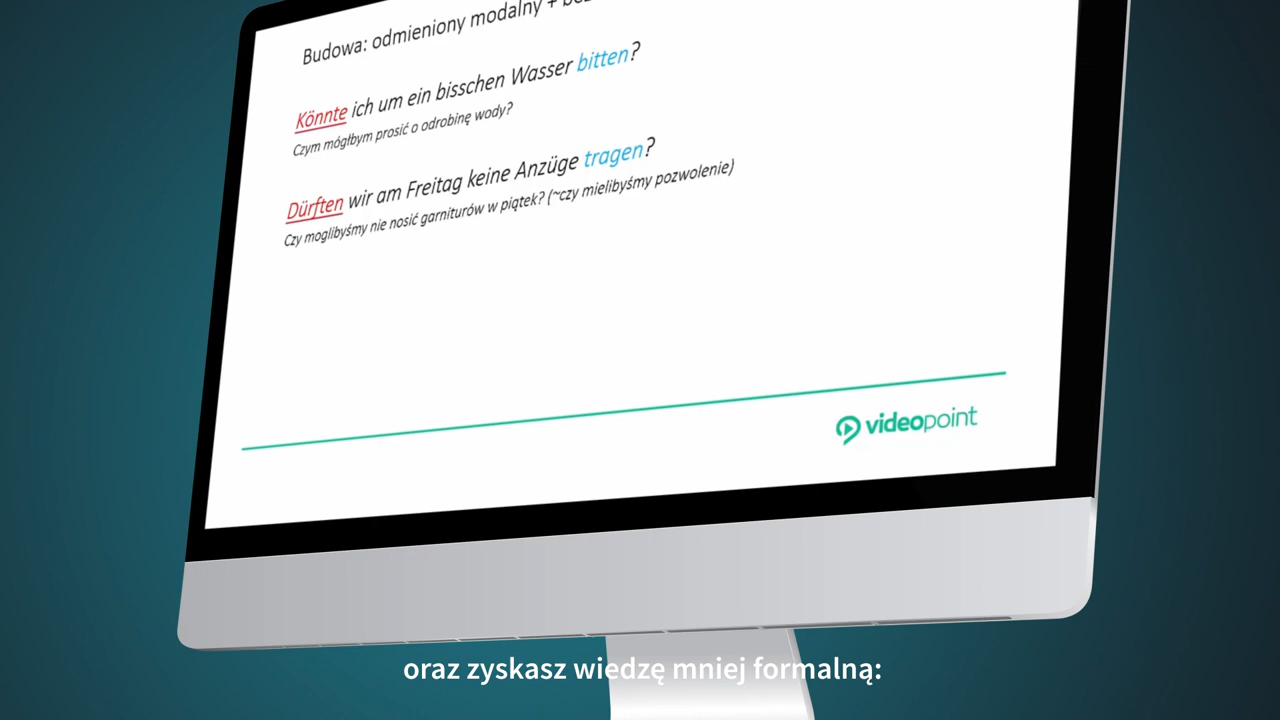 Budowa: odmieniony modalny +
Könnte ich um ein bisschen Wasser bitten?
Czym mógłbym prosić o odrobinę wody?
Dürften wir am Freitag keine Anzüge tragen?
Czy moglibyśmy nie nosić garniturów w piątek? (~czy mielibyśmy pozwolenie)
videopoint
oraz zyskasz wiedzę mniej formalną: